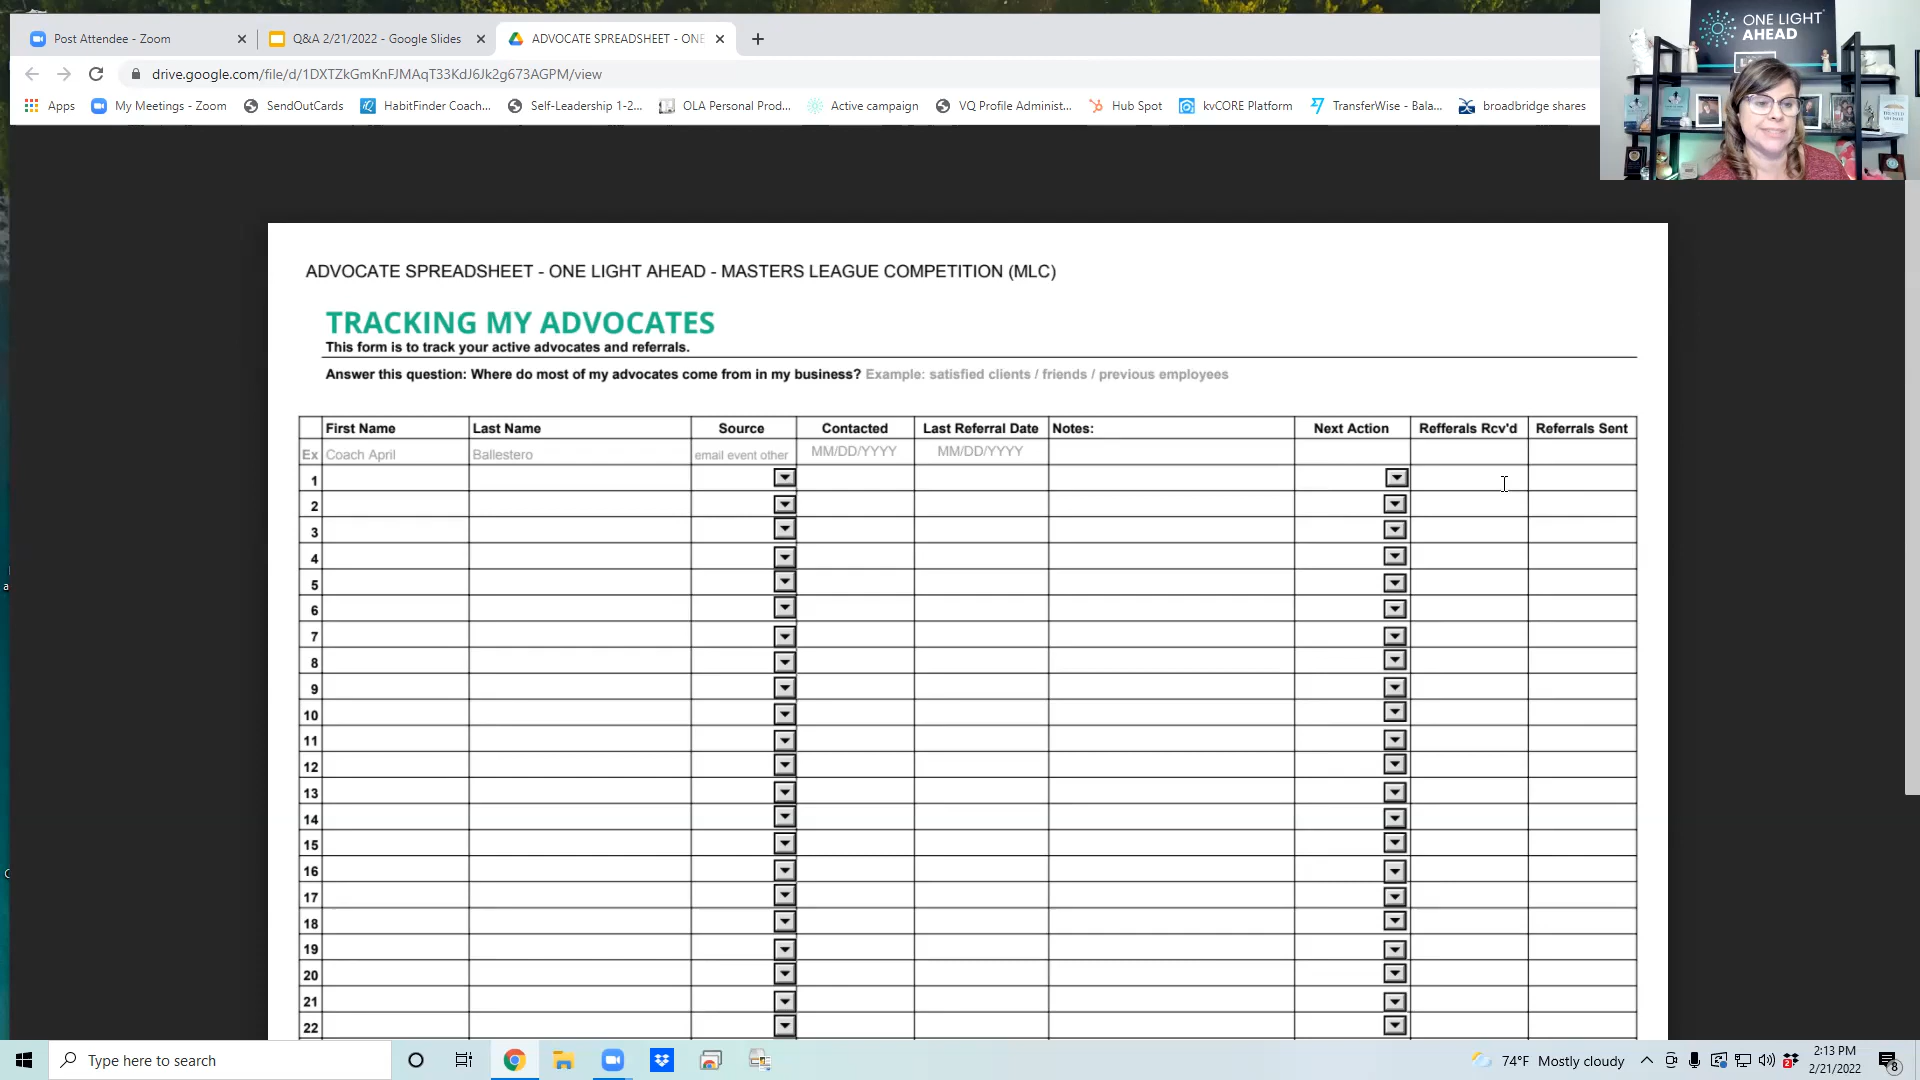 Post Attendee - Zoom
Q&A 2/21/2022 - Google Slides
ADVOCATE SPREADSHEET - ONE
drive.google.com/file/d/1DXTZkGmKnFJMAqT33KdJ6Jk2g673AGPM/view
Apps
My Meetings - Zoom
SendOutCards
HabitFinder Coach...
Self-Leadership 1-2...
OLA Personal Prod...
Active campaign
VQ Profile Administ...
Hub Spot
kvCORE Platform
TransferWise - Bala...
broadbridge shares
ONE LIGHT
AHEAD
ADVOCATE SPREADSHEET - ONE LIGHT AHEAD - MASTERS LEAGUE COMPETITION (MLC)
TRACKING MY ADVOCATES
This form is to track your active advocates and referrals.
Answer this question: Where do most of my advocates come from in my business? Example: satisfied clients / friends / previous employees
First Name Last Name Source Contacted Last Referral Date Notes: Next Action Refferals Rcv'd Referrals Sent
Ex Coach April Ballestero email event other MM/DD/YYYY MM/DD/YYYY
1
2
3
4
5
6
7
8
9
10
11
12
13
14
15
16
17
18
19
20
21
22
Type here to search
74°F Mostly cloudy
2:13 PM
2/21/2022
8